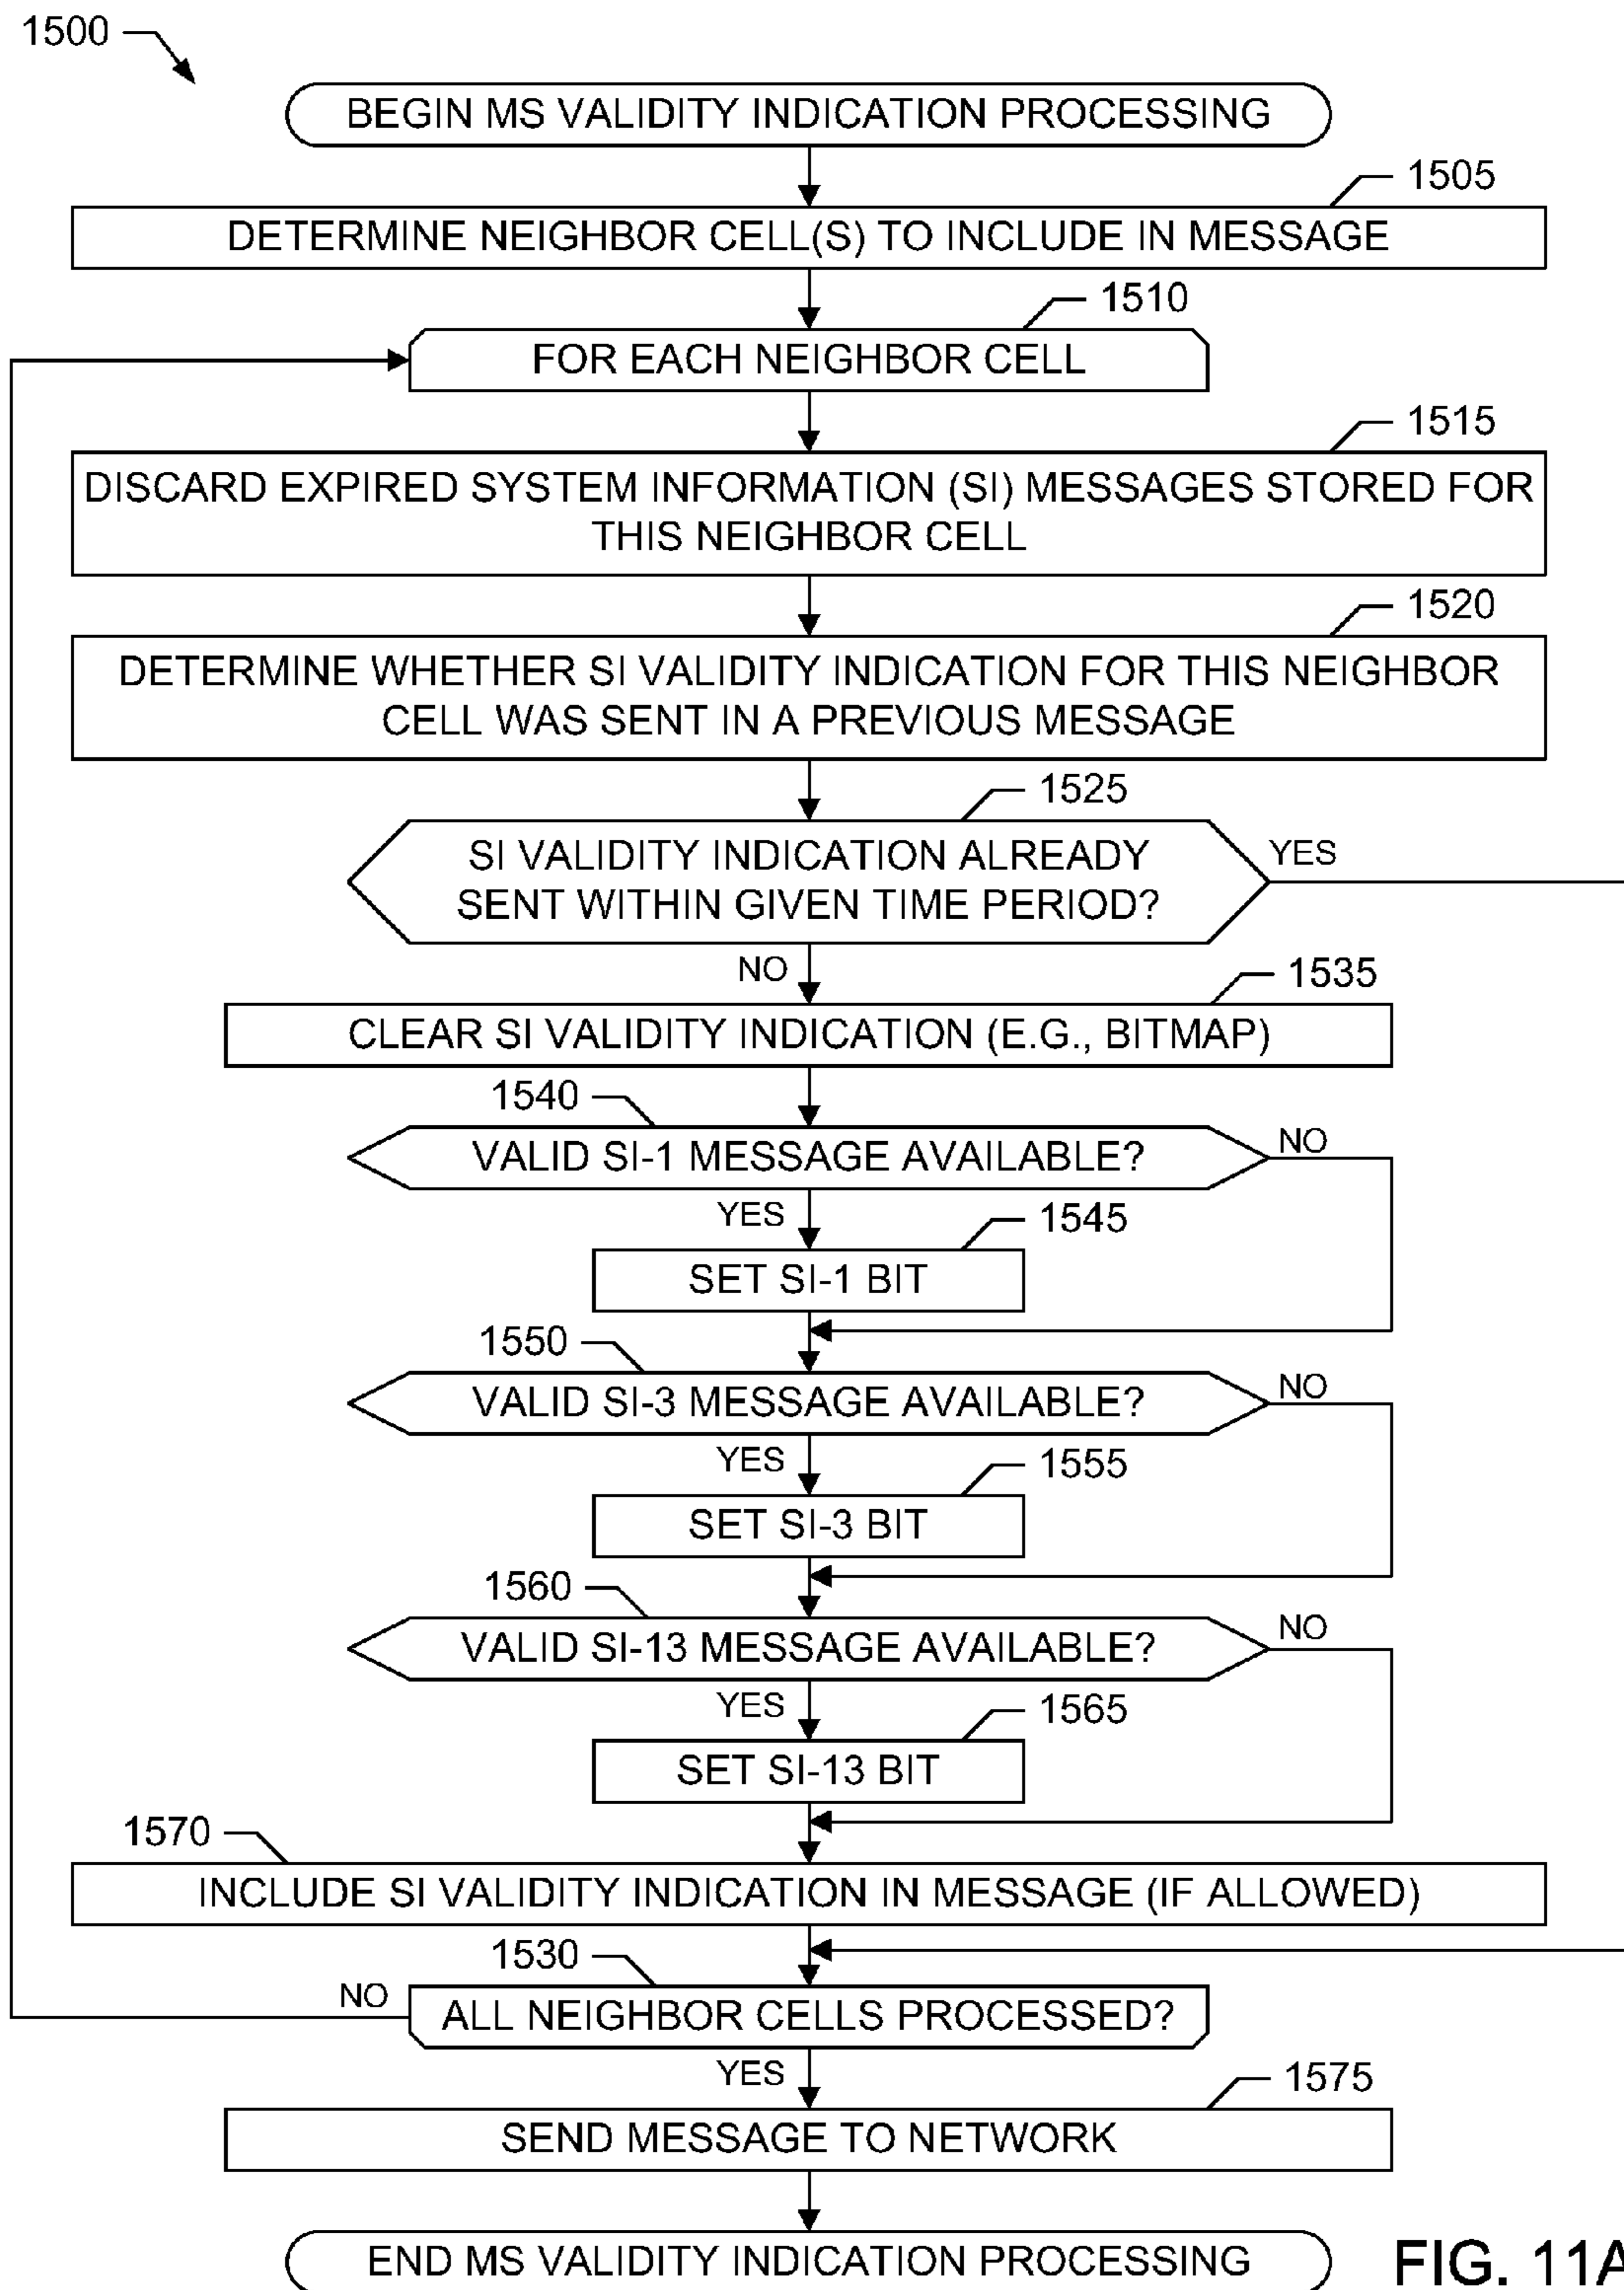 1500
BEGIN MS VALIDITY INDICATION PROCESSING
1505
DETERMINE NEIGHBOR CELL(S) TO INCLUDE IN MESSAGE
1510
FOR EACH NEIGHBOR CELL
1515
DISCARD EXPIRED SYSTEM INFORMATION (SI) MESSAGES STORED FOR
THIS NEIGHBOR CELL
1520
DETERMINE WHETHER SI VALIDITY INDICATION FOR THIS NEIGHBOR
CELL WAS SENT IN A PREVIOUS MESSAGE
1525
SI VALIDITY INDICATION ALREADY
SENT WITHIN GIVEN TIME PERIOD?
YES
NO
1535
CLEAR SI VALIDITY INDICATION (E.G., BITMAP)
1540
VALID SI-1 MESSAGE AVAILABLE?
NO
YES
1545
SET SI-1 BIT
1550
VALID SI-3 MESSAGE AVAILABLE?
NO
YES
1555
SET SI-3 BIT
1560
VALID SI-13 MESSAGE AVAILABLE?
NO
YES
1565
SET SI-13 BIT
1570
INCLUDE SI VALIDITY INDICATION IN MESSAGE (IF ALLOWED)
1530
NO
ALL NEIGHBOR CELLS PROCESSED?
YES
1575
SEND MESSAGE TO NETWORK
END MS VALIDITY INDICATION PROCESSING
FIG. 11A